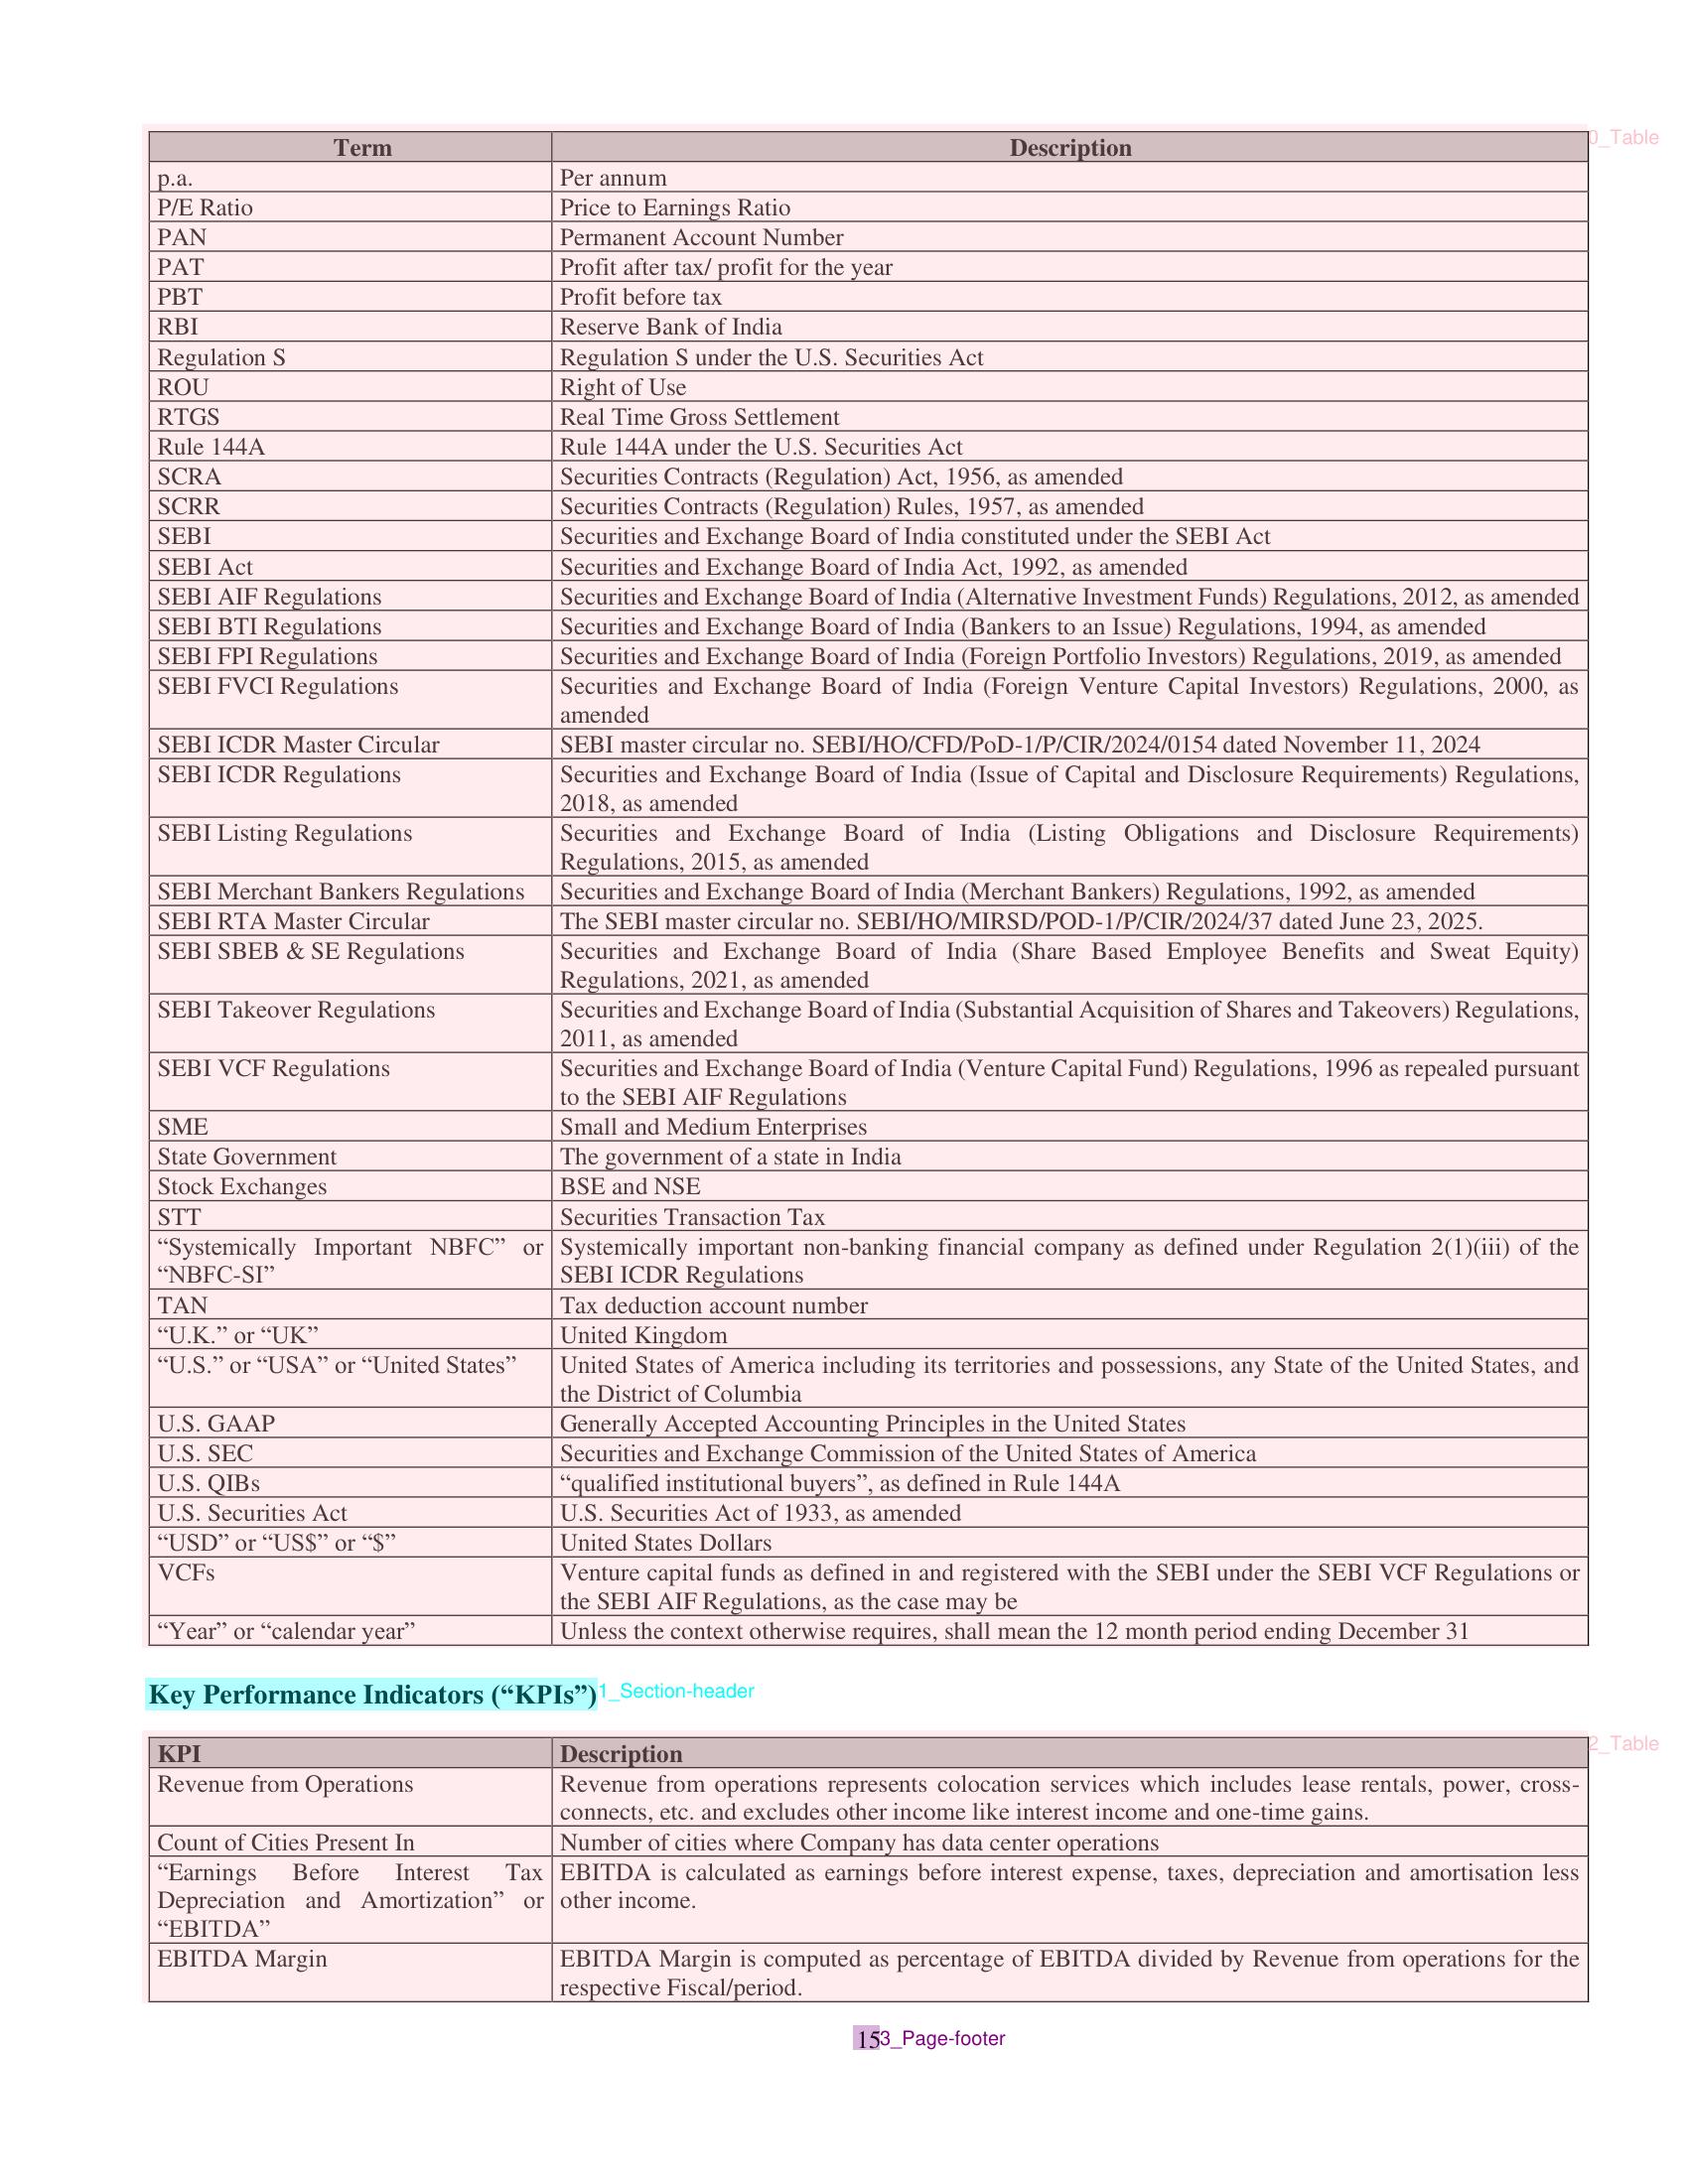 Term Description 0_Table
p.a. Per annum
P/E Ratio Price to Earnings Ratio
PAN Permanent Account Number
PAT Profit after tax/ profit for the year
PBT Profit before tax
RBI Reserve Bank of India
Regulation S Regulation S under the U.S. Securities Act
ROU Right of Use
RTGS Real Time Gross Settlement
Rule 144A Rule 144A under the U.S. Securities Act
SCRA Securities Contracts (Regulation) Act, 1956, as amended
SCRR Securities Contracts (Regulation) Rules, 1957, as amended
SEBI Securities and Exchange Board of India constituted under the SEBI Act
SEBI Act Securities and Exchange Board of India Act, 1992, as amended
SEBI AIF Regulations Securities and Exchange Board of India (Alternative Investment Funds) Regulations, 2012, as amended
SEBI BTI Regulations Securities and Exchange Board of India (Bankers to an Issue) Regulations, 1994, as amended
SEBI FPI Regulations Securities and Exchange Board of India (Foreign Portfolio Investors) Regulations, 2019, as amended
SEBI FVCI Regulations Securities and Exchange Board of India (Foreign Venture Capital Investors) Regulations, 2000, as
amended
SEBI ICDR Master Circular SEBI master circular no. SEBI/HO/CFD/PoD-1/P/CIR/2024/0154 dated November 11, 2024
SEBI ICDR Regulations Securities and Exchange Board of India (Issue of Capital and Disclosure Requirements) Regulations,
2018, as amended
SEBI Listing Regulations Securities and Exchange Board of India (Listing Obligations and Disclosure Requirements)
Regulations, 2015, as amended
SEBI Merchant Bankers Regulations Securities and Exchange Board of India (Merchant Bankers) Regulations, 1992, as amended
SEBI RTA Master Circular The SEBI master circular no. SEBI/HO/MIRSD/POD-1/P/CIR/2024/37 dated June 23, 2025.
SEBI SBEB & SE Regulations Securities and Exchange Board of India (Share Based Employee Benefits and Sweat Equity)
Regulations, 2021, as amended
SEBI Takeover Regulations Securities and Exchange Board of India (Substantial Acquisition of Shares and Takeovers) Regulations,
2011, as amended
SEBI VCF Regulations Securities and Exchange Board of India (Venture Capital Fund) Regulations, 1996 as repealed pursuant
to the SEBI AIF Regulations
SME Small and Medium Enterprises
State Government The government of a state in India
Stock Exchanges BSE and NSE
STT Securities Transaction Tax
“Systemically Important NBFC” or Systemically important non-banking financial company as defined under Regulation 2(1)(iii) of the
“NBFC-SI” SEBI ICDR Regulations
TAN Tax deduction account number
“U.K.” or “UK” United Kingdom
“U.S.” or “USA” or “United States” United States of America including its territories and possessions, any State of the United States, and
the District of Columbia
U.S. GAAP Generally Accepted Accounting Principles in the United States
U.S. SEC Securities and Exchange Commission of the United States of America
U.S. QIBs “qualified institutional buyers”, as defined in Rule 144A
U.S. Securities Act U.S. Securities Act of 1933, as amended
“USD” or “US$” or “$” United States Dollars
VCFs Venture capital funds as defined in and registered with the SEBI under the SEBI VCF Regulations or
the SEBI AIF Regulations, as the case may be
“Year” or “calendar year” Unless the context otherwise requires, shall mean the 12 month period ending December 31
Key Performance Indicators (“KPIs”) 1_Section-header
KPI Description 2_Table
Revenue from Operations Revenue from operations represents colocation services which includes lease rentals, power, cross-
connects, etc. and excludes other income like interest income and one-time gains.
Count of Cities Present In Number of cities where Company has data center operations
“Earnings Before Interest Tax EBITDA is calculated as earnings before interest expense, taxes, depreciation and amortisation less
Depreciation and Amortization” or other income.
“EBITDA”
EBITDA Margin EBITDA Margin is computed as percentage of EBITDA divided by Revenue from operations for the
respective Fiscal/period.
15 3_Page-footer